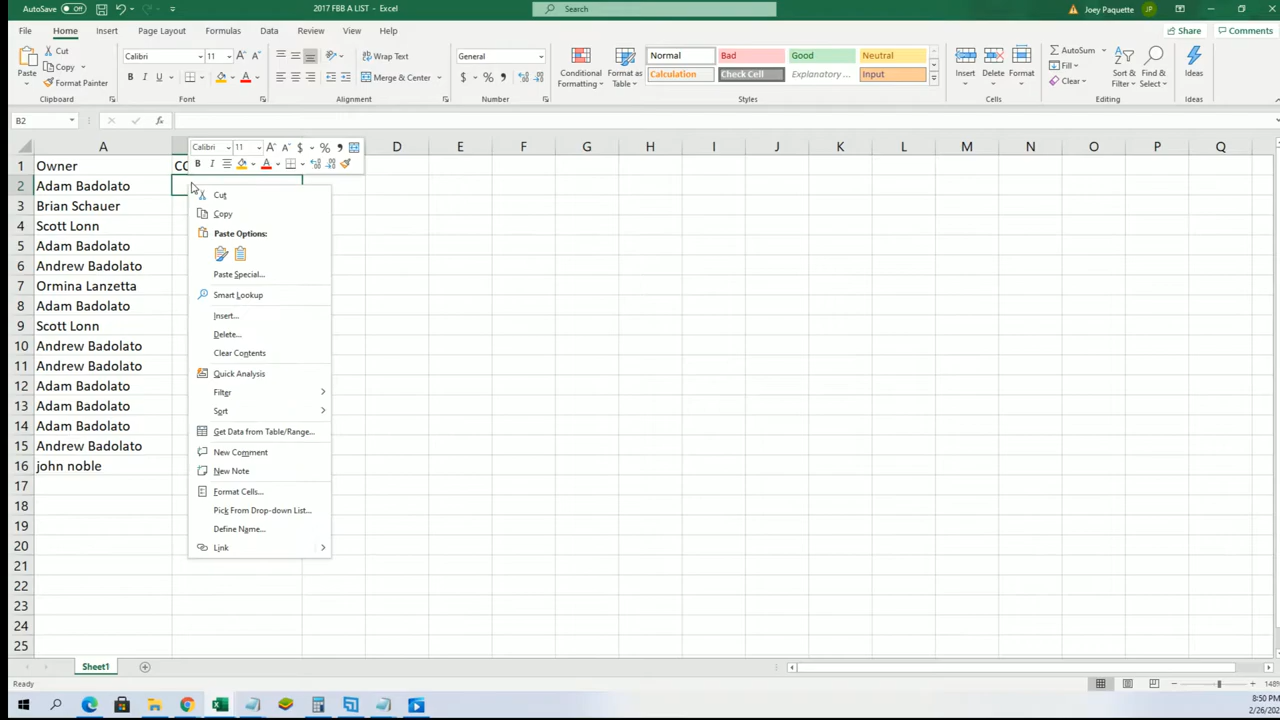 AutoSave Off 2017 FBB A LIST - Excel Search Joey Paquette JP
File Home Insert Page Layout Formulas Data Review View Help Share Comments
Cut Calibri 11 Wrap Text General Normal Bad Good Neutral AutoSum
Copy Fill
Paste Format Painter B I U Merge & Center $ % Conditional Formatting Format as Table Calculation Check Cell Explanatory ... Input Insert Delete Format Clear Sort & Filter Find & Select Ideas
Clipboard Font Alignment Number Styles Cells Editing Ideas
B2 fx
A D E F G H I J K L M N O P Q
Calibri 11 $ %
B I A
1 Owner CO
2 Adam Badolato
3 Brian Schauer
4 Scott Lonn
5 Adam Badolato
6 Andrew Badolato
7 Ormina Lanzetta
8 Adam Badolato
9 Scott Lonn
10 Andrew Badolato
11 Andrew Badolato
12 Adam Badolato
13 Adam Badolato
14 Adam Badolato
15 Andrew Badolato
16 john noble
17
18
19
20
21
22
23
24
25
Cut
Copy
Paste Options:
Paste Special...
Smart Lookup
Insert...
Delete...
Clear Contents
Quick Analysis
Filter
Sort
Get Data from Table/Range...
New Comment
New Note
Format Cells...
Pick From Drop-down List...
Define Name...
Link
Sheet1
Ready 148%
8:50 PM
2/26/202